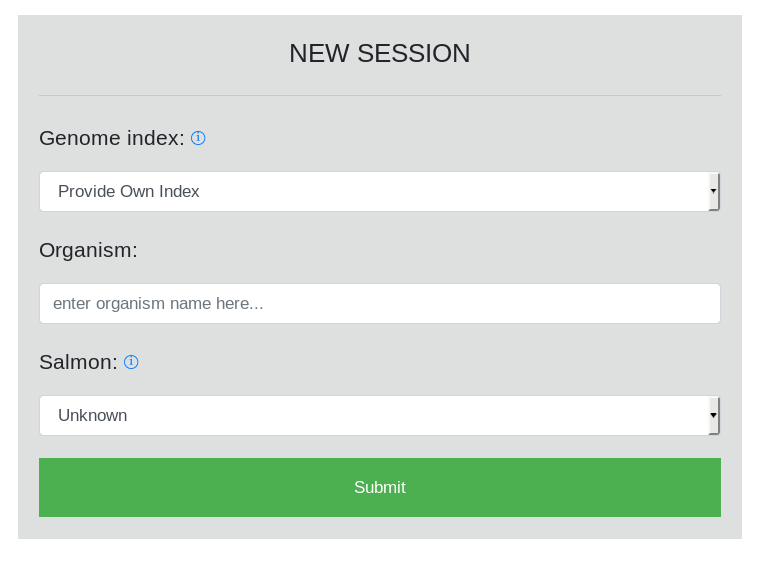 NEW SESSION
Genome index:
Provide Own Index
Organism:
enter organism name here...
Salmon:
Unknown
Submit